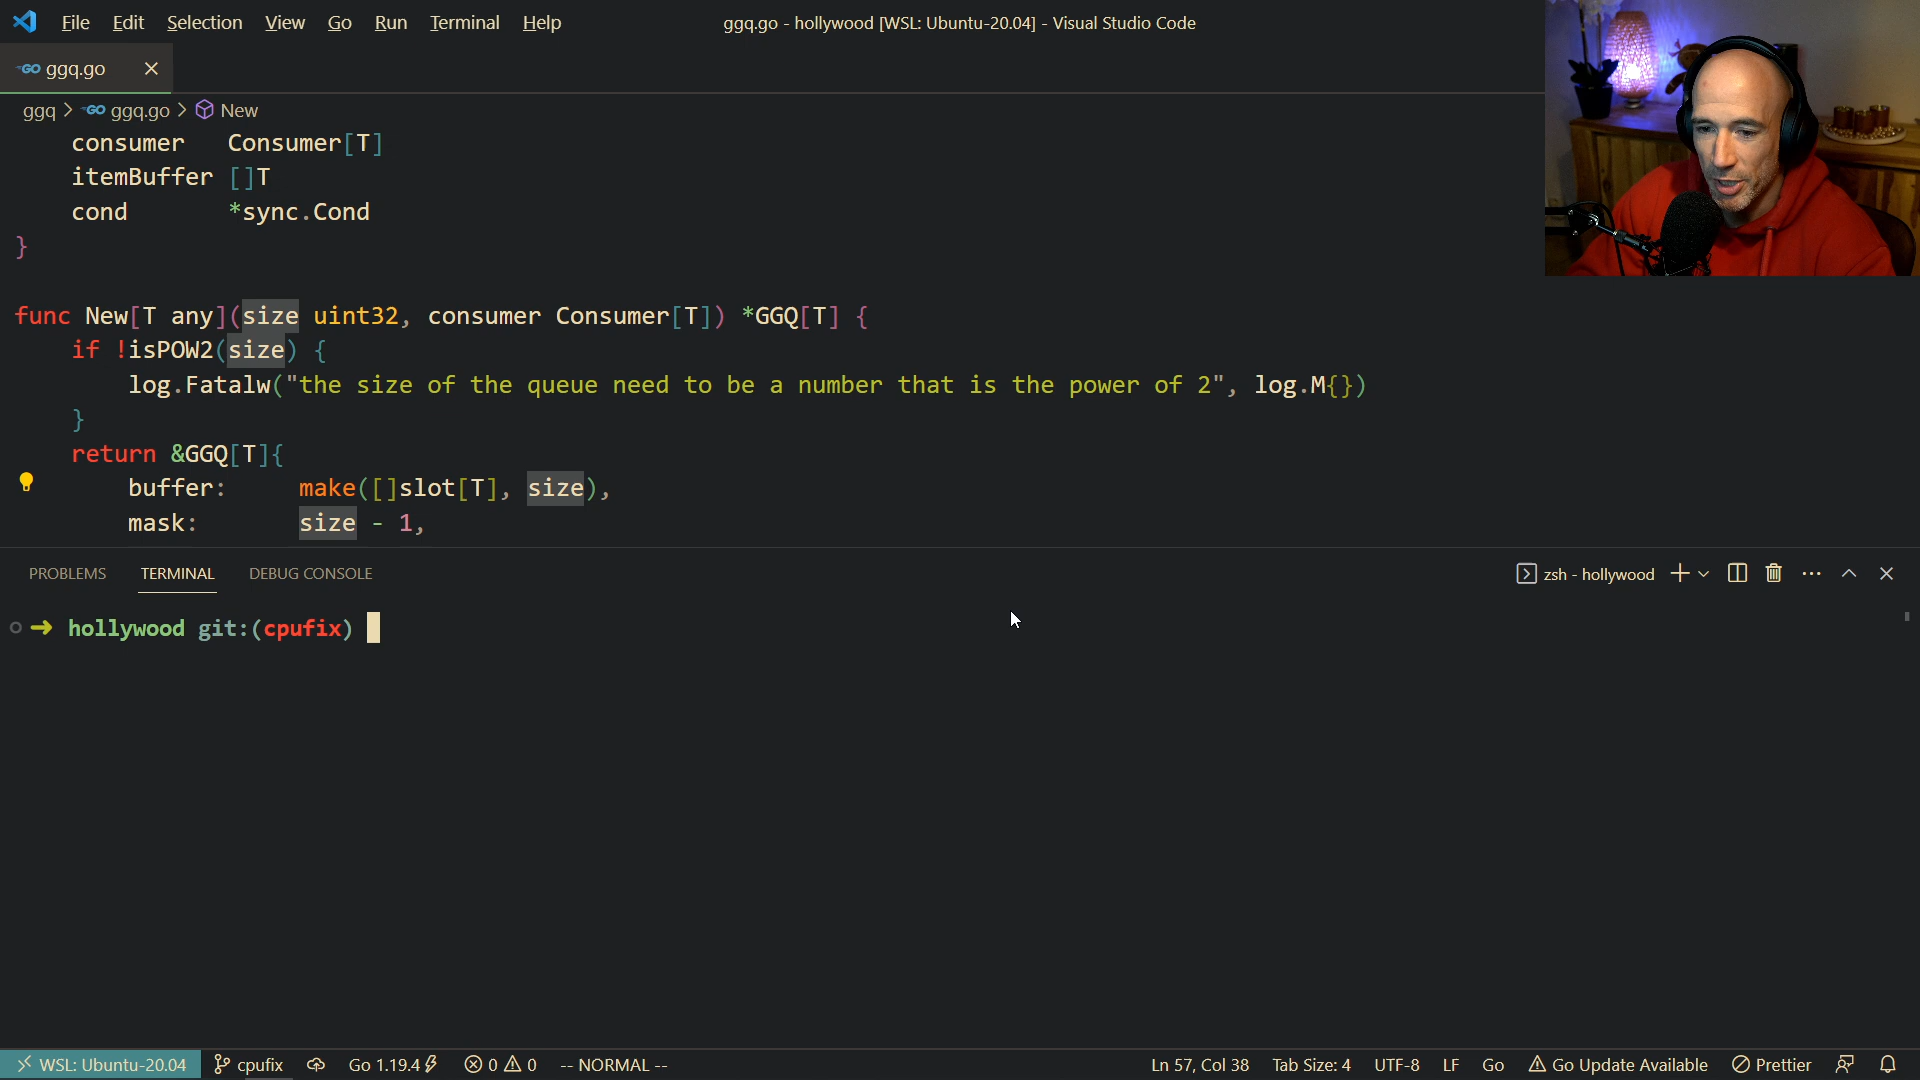 File Edit Selection View Go Run Terminal Help
ggq.go - hollywood [WSL: Ubuntu-20.04] - Visual Studio Code
GO ggq.go
ggq > GO ggq.go > New
consumer Consumer[T]
itemBuffer []T
cond *sync.Cond
}
func New[T any](size uint32, consumer Consumer[T]) *GGQ[T] {
if !isPOW2(size) {
log.Fatalw("the size of the queue need to be a number that is the power of 2", log.M{})
}
return &GGQ[T]{
buffer: make([]slot[T], size),
mask: size - 1,
PROBLEMS TERMINAL DEBUG CONSOLE
zsh - hollywood
➜ hollywood git:(cpufix)
WSL: Ubuntu-20.04 cpufix Go 1.19.4 0 0 -- NORMAL --
Ln 57, Col 38 Tab Size: 4 UTF-8 LF Go Go Update Available Prettier